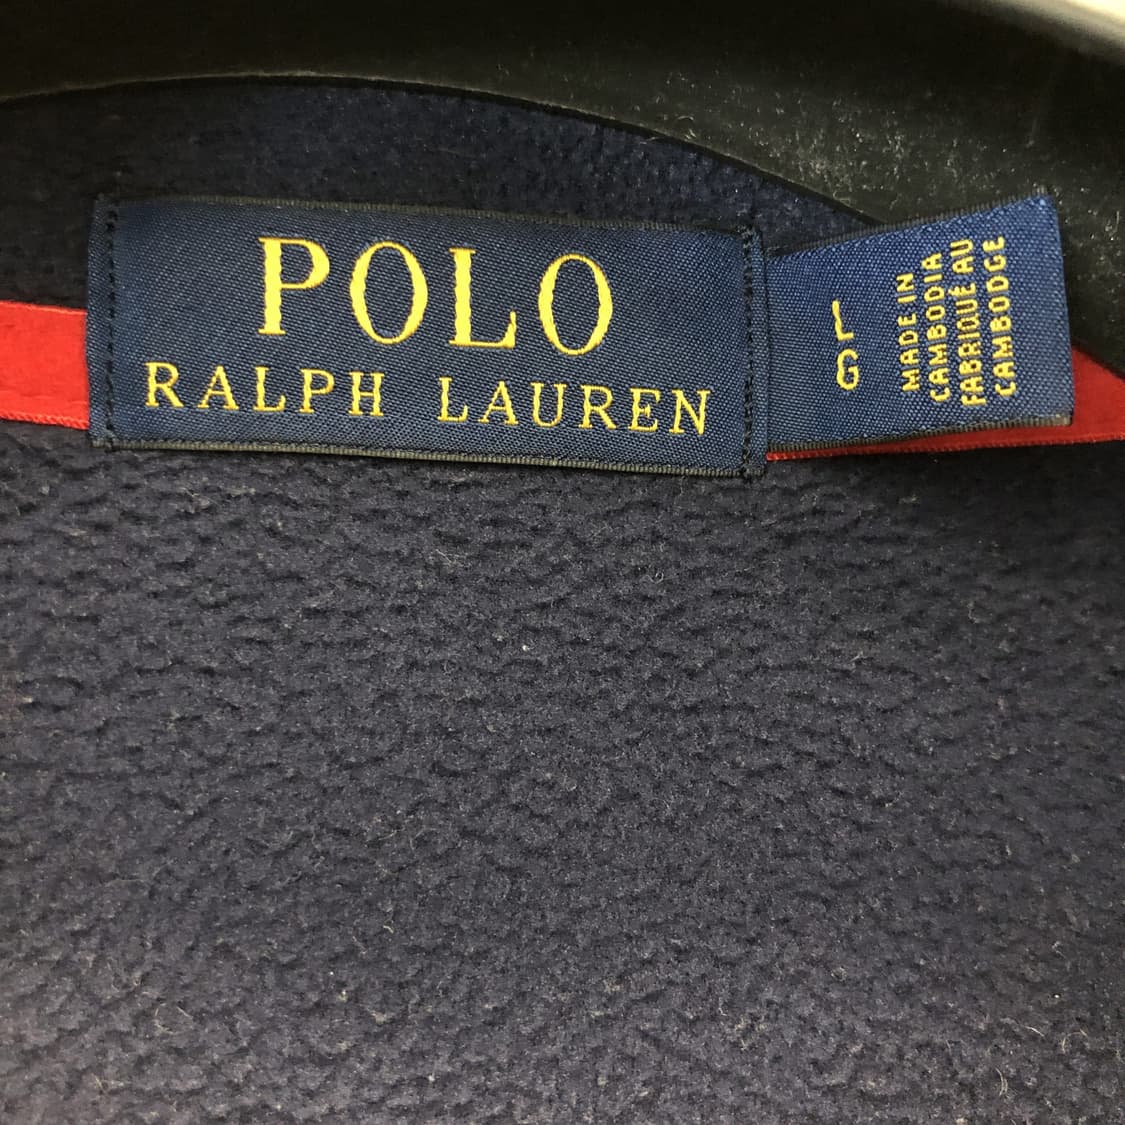 POLO
RALPH LAUREN
L
G
MADE IN
CAMBODIA
FABRIQUÉ AU
CAMBODGE